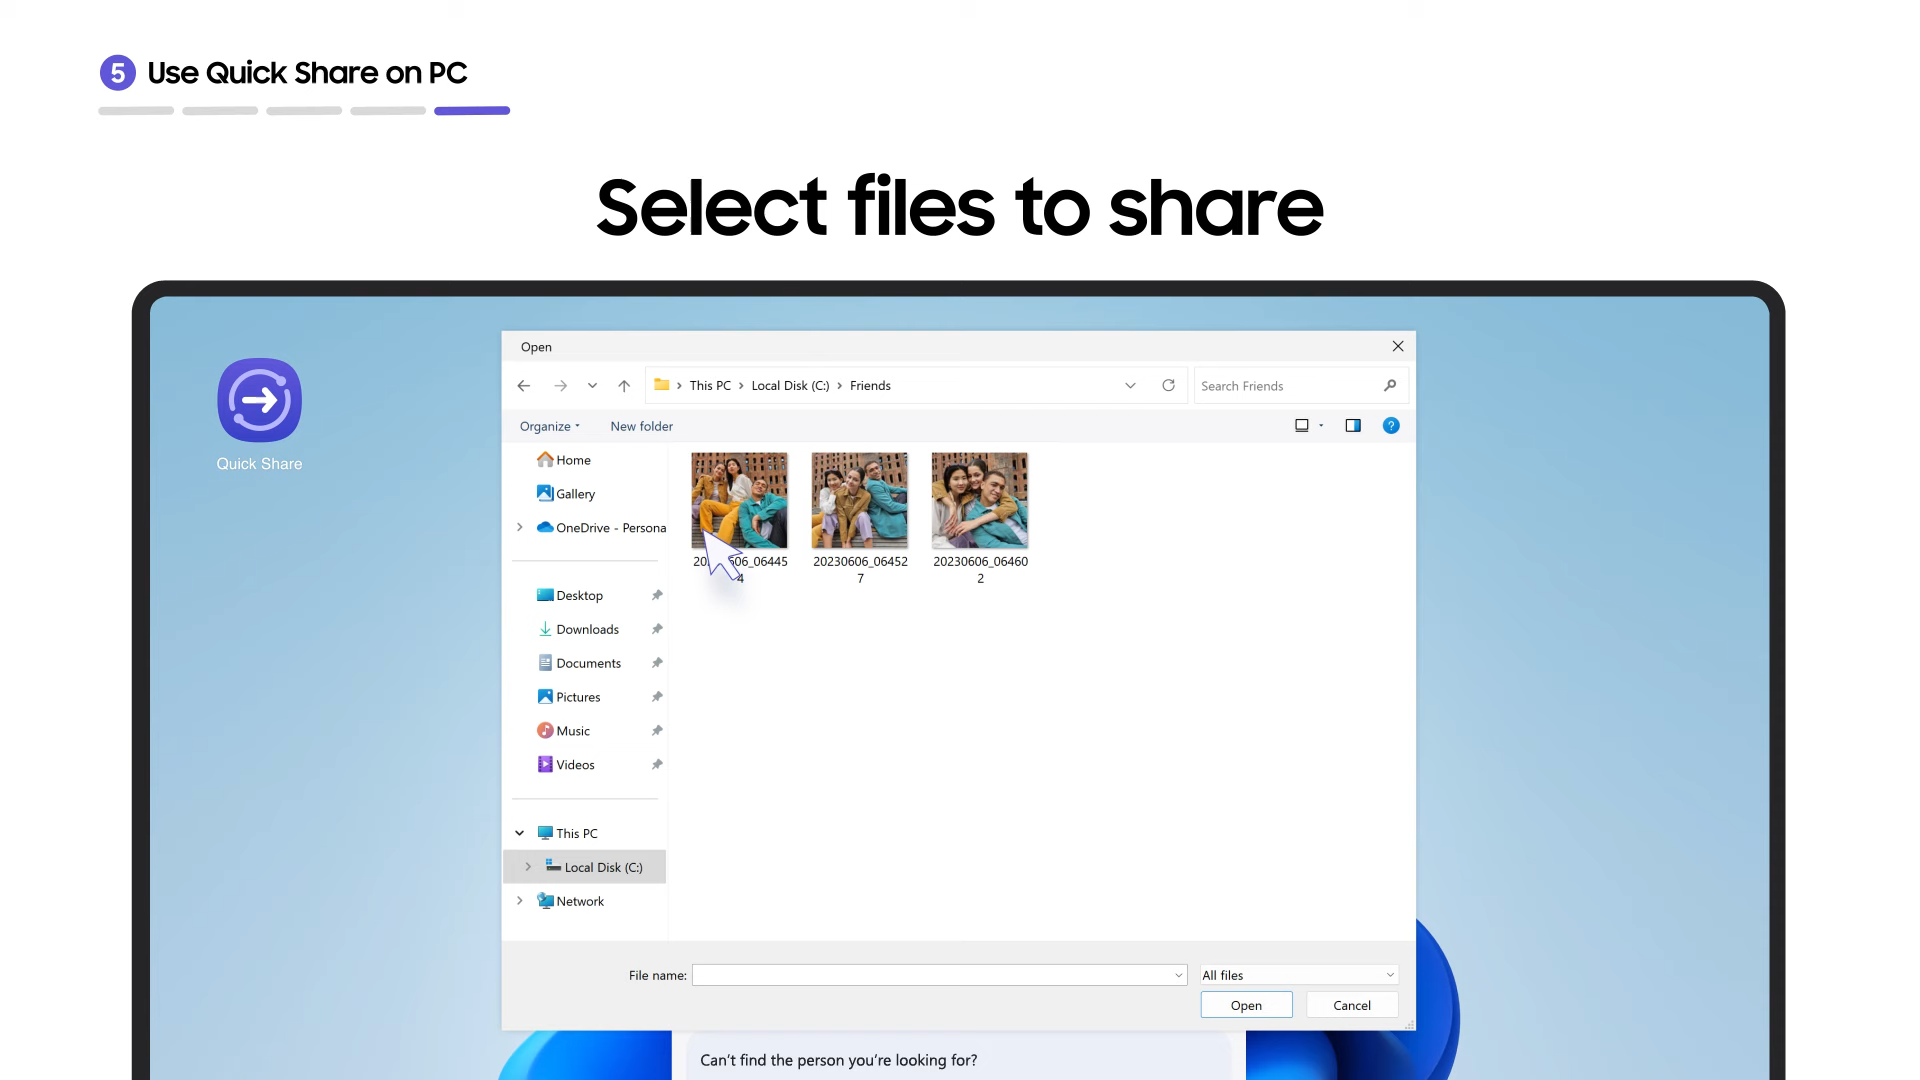 5 Use Quick Share on PC
Select files to share
Quick Share
Open
This PC Local Disk (C:) Friends
Search Friends
Organize New folder
?
Home
Gallery
OneDrive - Persona
Desktop
Downloads
Documents
Pictures
Music
Videos
This PC
Local Disk (C:)
Network
06_06445
4
20230606_064527
7
20230606_06460
2
File name:
All files
Open Cancel
Can't find the person you're looking for?